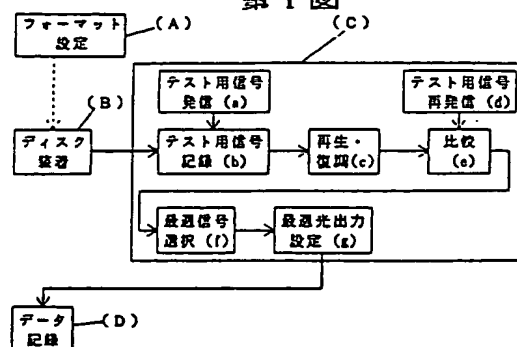 第1図
フォーマット
設定
(A)
(C)
(B)
テスト用信号
発信 (a)
テスト用信号
再発信 (d)
ディスク
装着
テスト用信号
記録 (b)
再生・
復調(c)
比較
(e)
最適信号
選択 (f)
最適光出力
設定 (g)
データ
記録
(D)